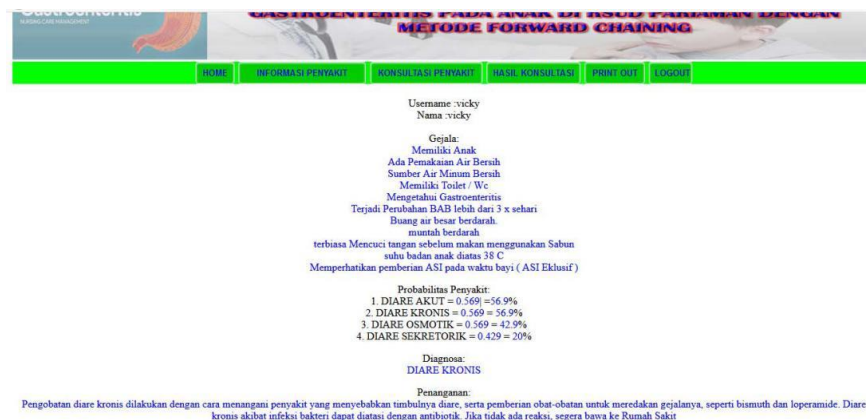 Gastroenteritis
NURSING CARE MANAGEMENT
GASTROENTERITIS PADA ANAK DI RSUD PARIAMAN DENGAN
METODE FORWARD CHAINING
HOME INFORMASI PENYAKIT KONSULTASI PENYAKIT HASIL KONSULTASI PRINT OUT LOGOUT
Username :vicky
Nama :vicky
Gejala:
Memiliki Anak
Ada Pemakaian Air Bersih
Sumber Air Minum Bersih
Memiliki Toilet / Wc
Mengetahui Gastroenteritis
Terjadi Perubahan BAB lebih dari 3 x sehari
Buang air besar berdarah.
muntah berdarah
terbiasa Mencuci tangan sebelum makan menggunakan Sabun
suhu badan anak diatas 38 C
Memperhatikan pemberian ASI pada waktu bayi ( ASI Eklusif )
Probabilitas Penyakit:
1. DIARE AKUT = 0.569| =56.9%
2. DIARE KRONIS = 0.569 = 56.9%
3. DIARE OSMOTIK = 0.569 = 42.9%
4. DIARE SEKRETORIK = 0.429 = 20%
Diagnosa:
DIARE KRONIS
Penanganan:
Pengobatan diare kronis dilakukan dengan cara menangani penyakit yang menyebabkan timbulnya diare, serta pemberian obat-obatan untuk meredakan gejalanya, seperti bismuth dan loperamide. Diare
kronis akibat infeksi bakteri dapat diatasi dengan antibiotik. Jika tidak ada reaksi, segera bawa ke Rumah Sakit